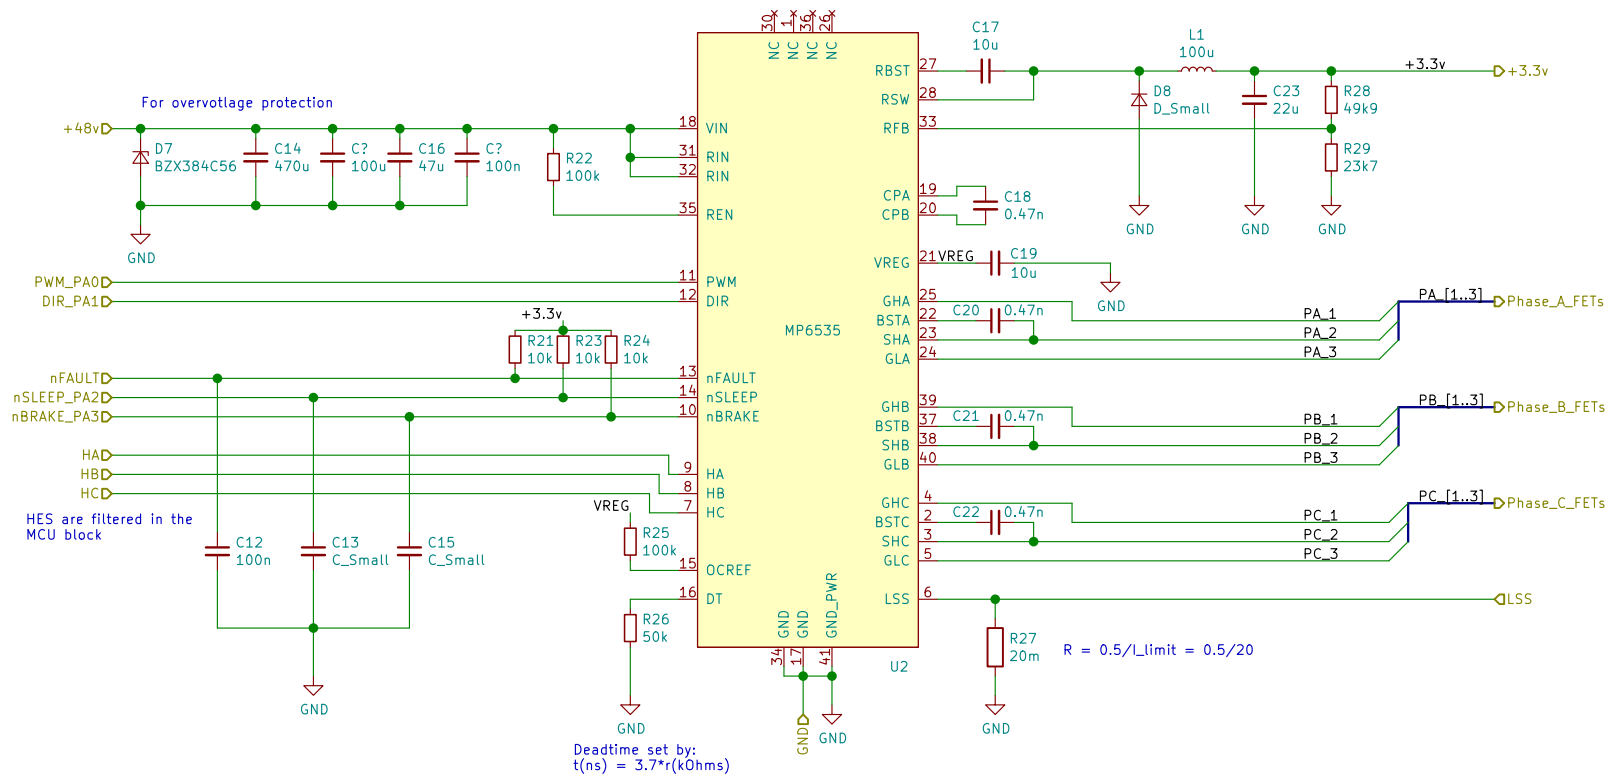 For overvotlage protection
+48v
D7
BZX384C56
C14
470u
C?
100u
C16
47u
C?
100n
R22
100k
GND
PWM_PA0
DIR_PA1
+3.3v
R21
10k
R23
10k
R24
10k
nFAULT
nSLEEP_PA2
nBRAKE_PA3
HA
HB
HC
HES are filtered in the
MCU block
C12
100n
C13
C_Small
C15
C_Small
GND
VREG
R25
100k
R26
50k
GND
Deadtime set by:
t(ns) = 3.7*r(kOhms)
30
1
36
26
NC
NC
NC
NC
18 VIN
31 RIN
32 RIN
35 REN
11 PWM
12 DIR
MP6535
13 nFAULT
14 nSLEEP
10 nBRAKE
9 HA
8 HB
7 HC
15 OCREF
16 DT
GND
GND
GND_PWR
34
17
41
U2
GND
GND
RBST 27
RSW 28
RFB 33
CPA 19
CPB 20
VREG 21
GHA 25
BSTA 22
SHA 23
GLA 24
GHB 39
BSTB 37
SHB 38
GLB 40
GHC 4
BSTC 2
SHC 3
GLC 5
LSS 6
C17
10u
L1
100u
+3.3v
+3.3v
D8
D_Small
C23
22u
R28
49k9
R29
23k7
GND
GND
GND
C18
0.47n
VREG
C19
10u
GND
C20
0.47n
PA_1
PA_2
PA_3
PA_[1..3]
Phase_A_FETs
C21
0.47n
PB_1
PB_2
PB_3
PB_[1..3]
Phase_B_FETs
C22
0.47n
PC_1
PC_2
PC_3
PC_[1..3]
Phase_C_FETs
LSS
R27
20m
R = 0.5/I_limit = 0.5/20
GND